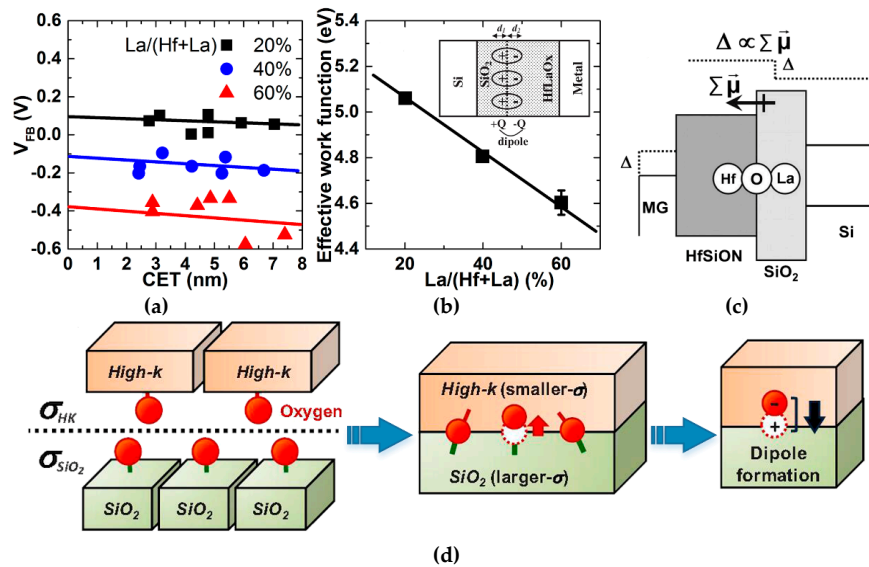 (a)
0.6
0.4
0.2
0.0
-0.2
-0.4
-0.6
V_FB (V)
La/(Hf+La)
20%
40%
60%
0 1 2 3 4 5 6 7 8
CET (nm)
(b)
5.2
5.0
4.8
4.6
4.4
Effective work function (eV)
d₁ d₂
Si
SiO₂
HfLaOx
Metal
+ -
+ -
+ -
+Q -Q
dipole
20 40 60
La/(Hf+La) (%)
(c)
Δ ∝ Σ μ⃗
Δ
Σ μ⃗
Δ
Hf O La
MG
Si
HfSiON
SiO₂
High-k High-k
σ_HK
Oxygen
σ_SiO₂
SiO₂ SiO₂ SiO₂
High-k (smaller-σ)
SiO₂ (larger-σ)
-
+
Dipole
formation
(d)